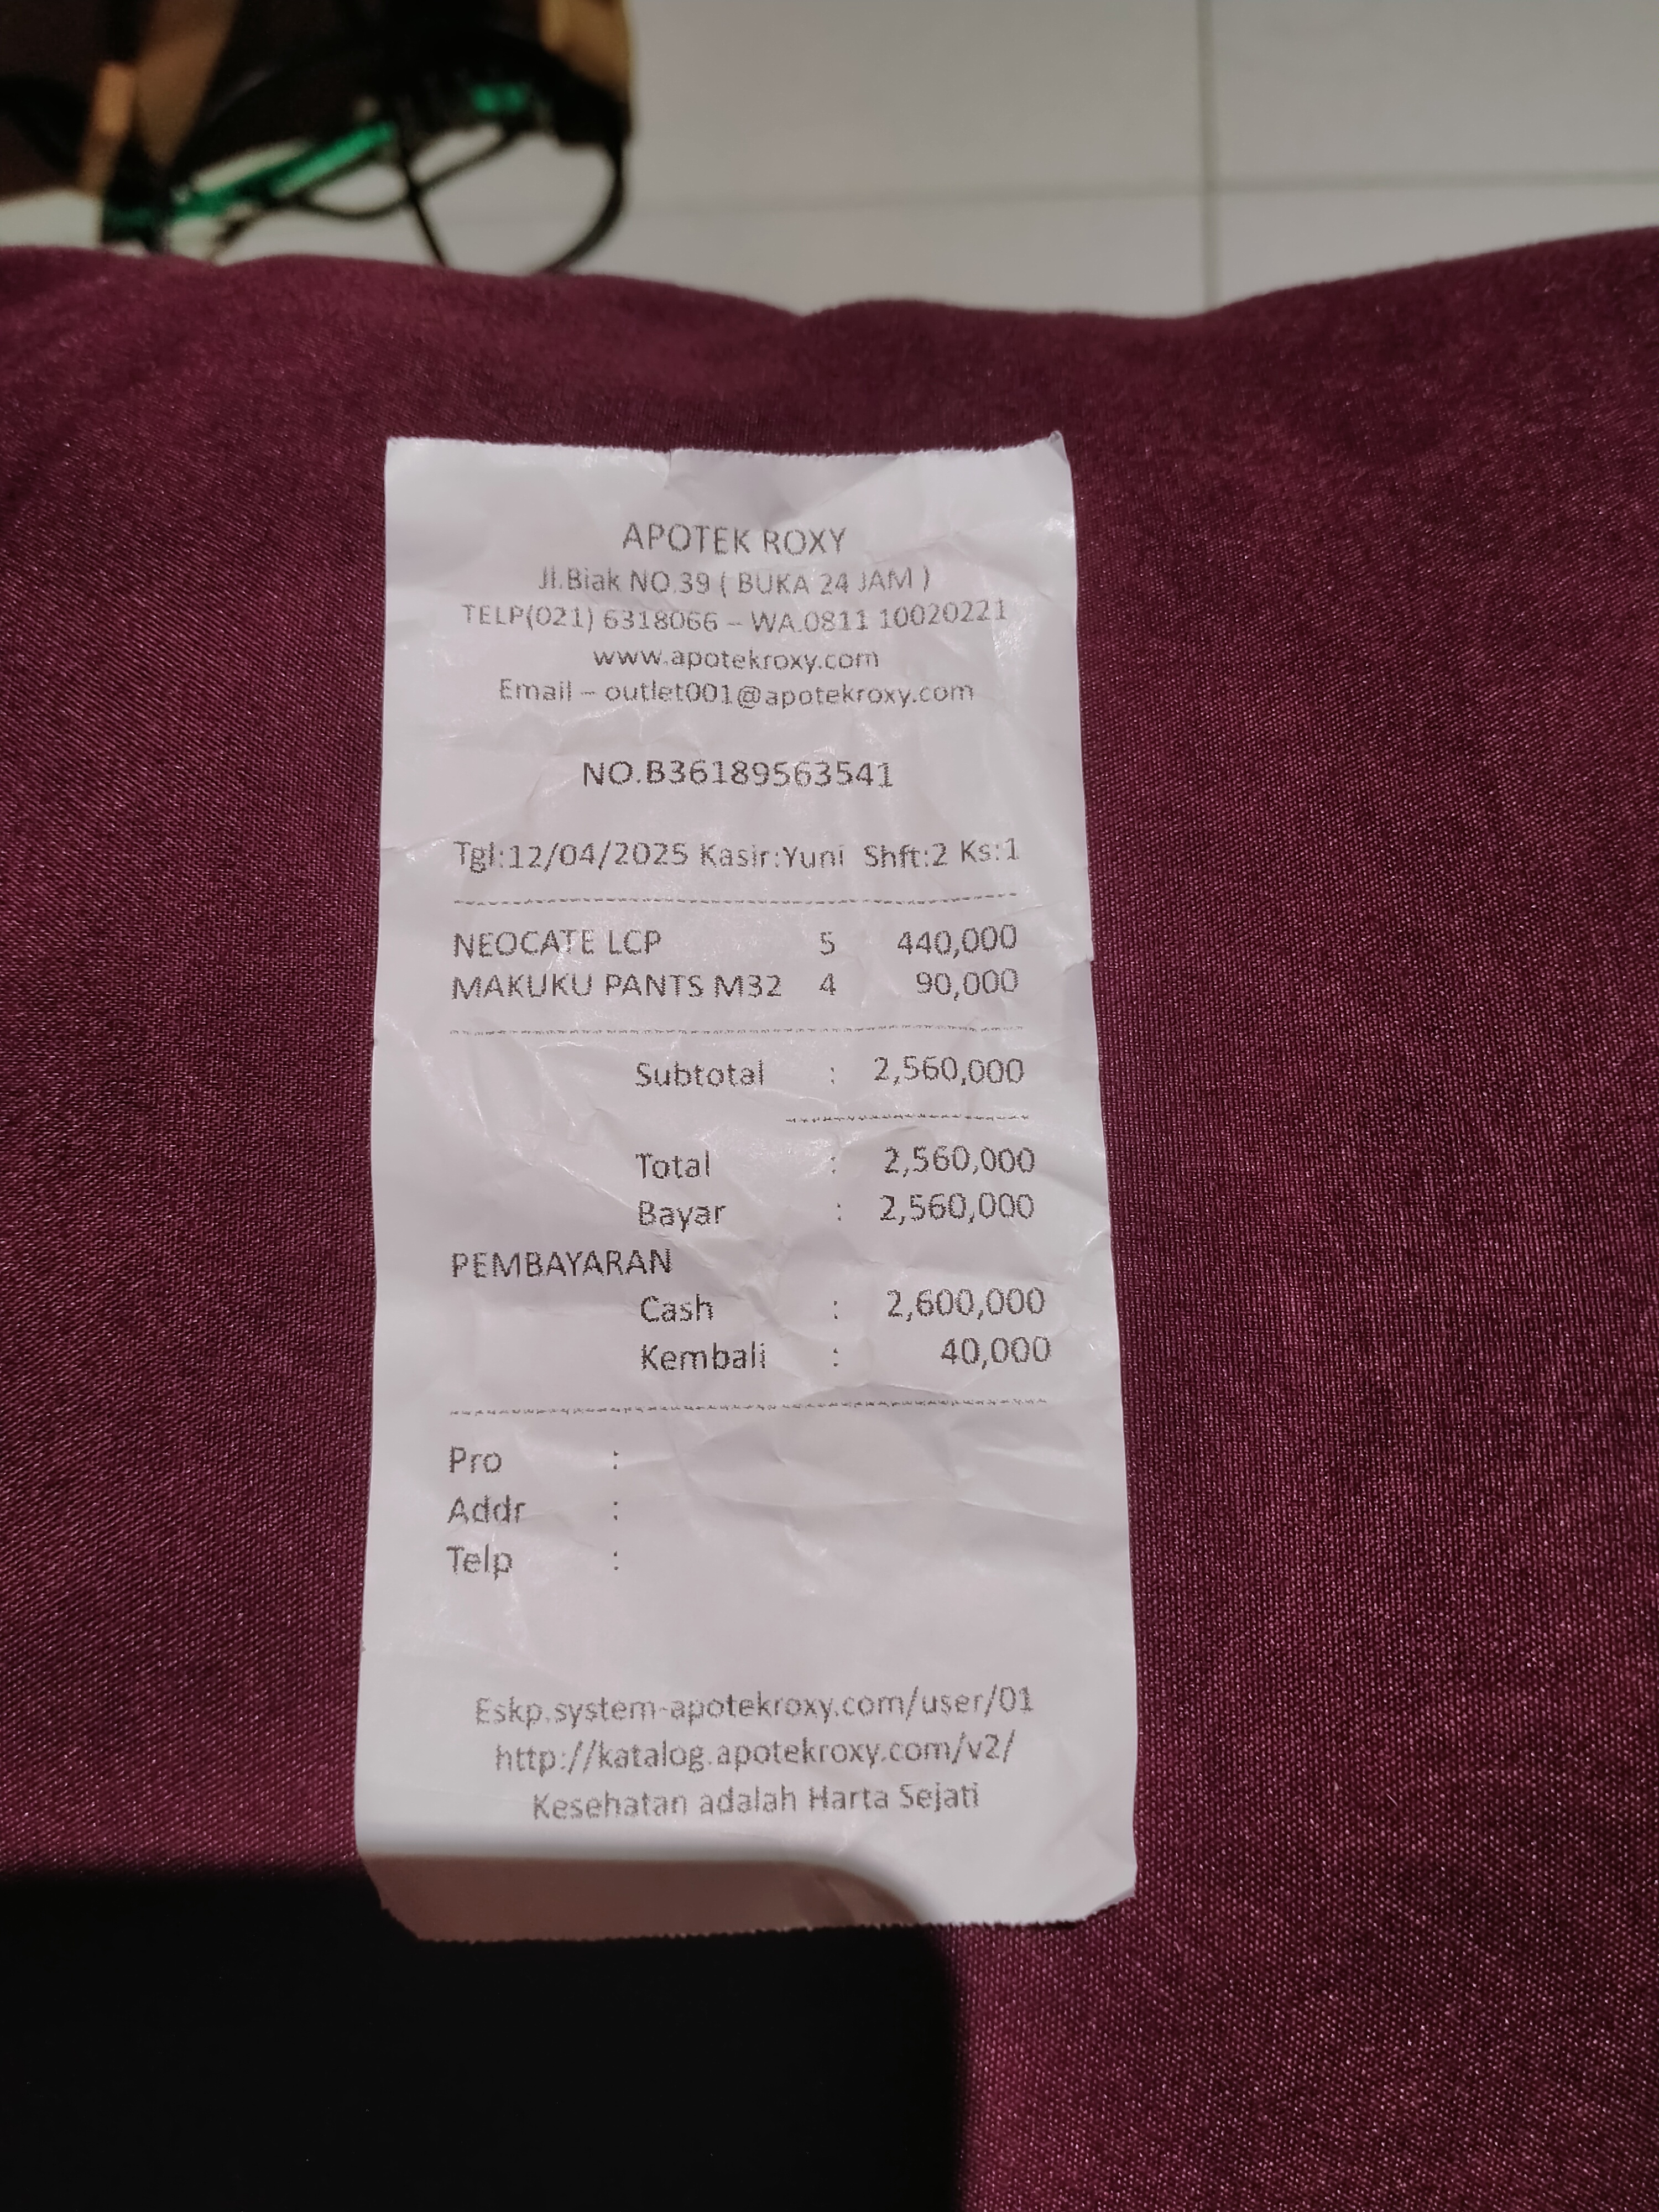 APOTEK ROXY
Jl.Biak NO.39 ( BUKA 24 JAM )
TELP(021) 6318066 – WA.0811 10020221
www.apotekroxy.com
Email – outlet001@apotekroxy.com
NO.B36189563541
Tgl:12/04/2025 Kasir:Yuni Shft:2 Ks:1
NEOCATE LCP 5 440,000
MAKUKU PANTS M32 4 90,000
Subtotal : 2,560,000
Total : 2,560,000
Bayar : 2,560,000
PEMBAYARAN
Cash : 2,600,000
Kembali : 40,000
Pro :
Addr :
Telp :
Eskp.system-apotekroxy.com/user/01
http://katalog.apotekroxy.com/v2/
Kesehatan adalah Harta Sejati